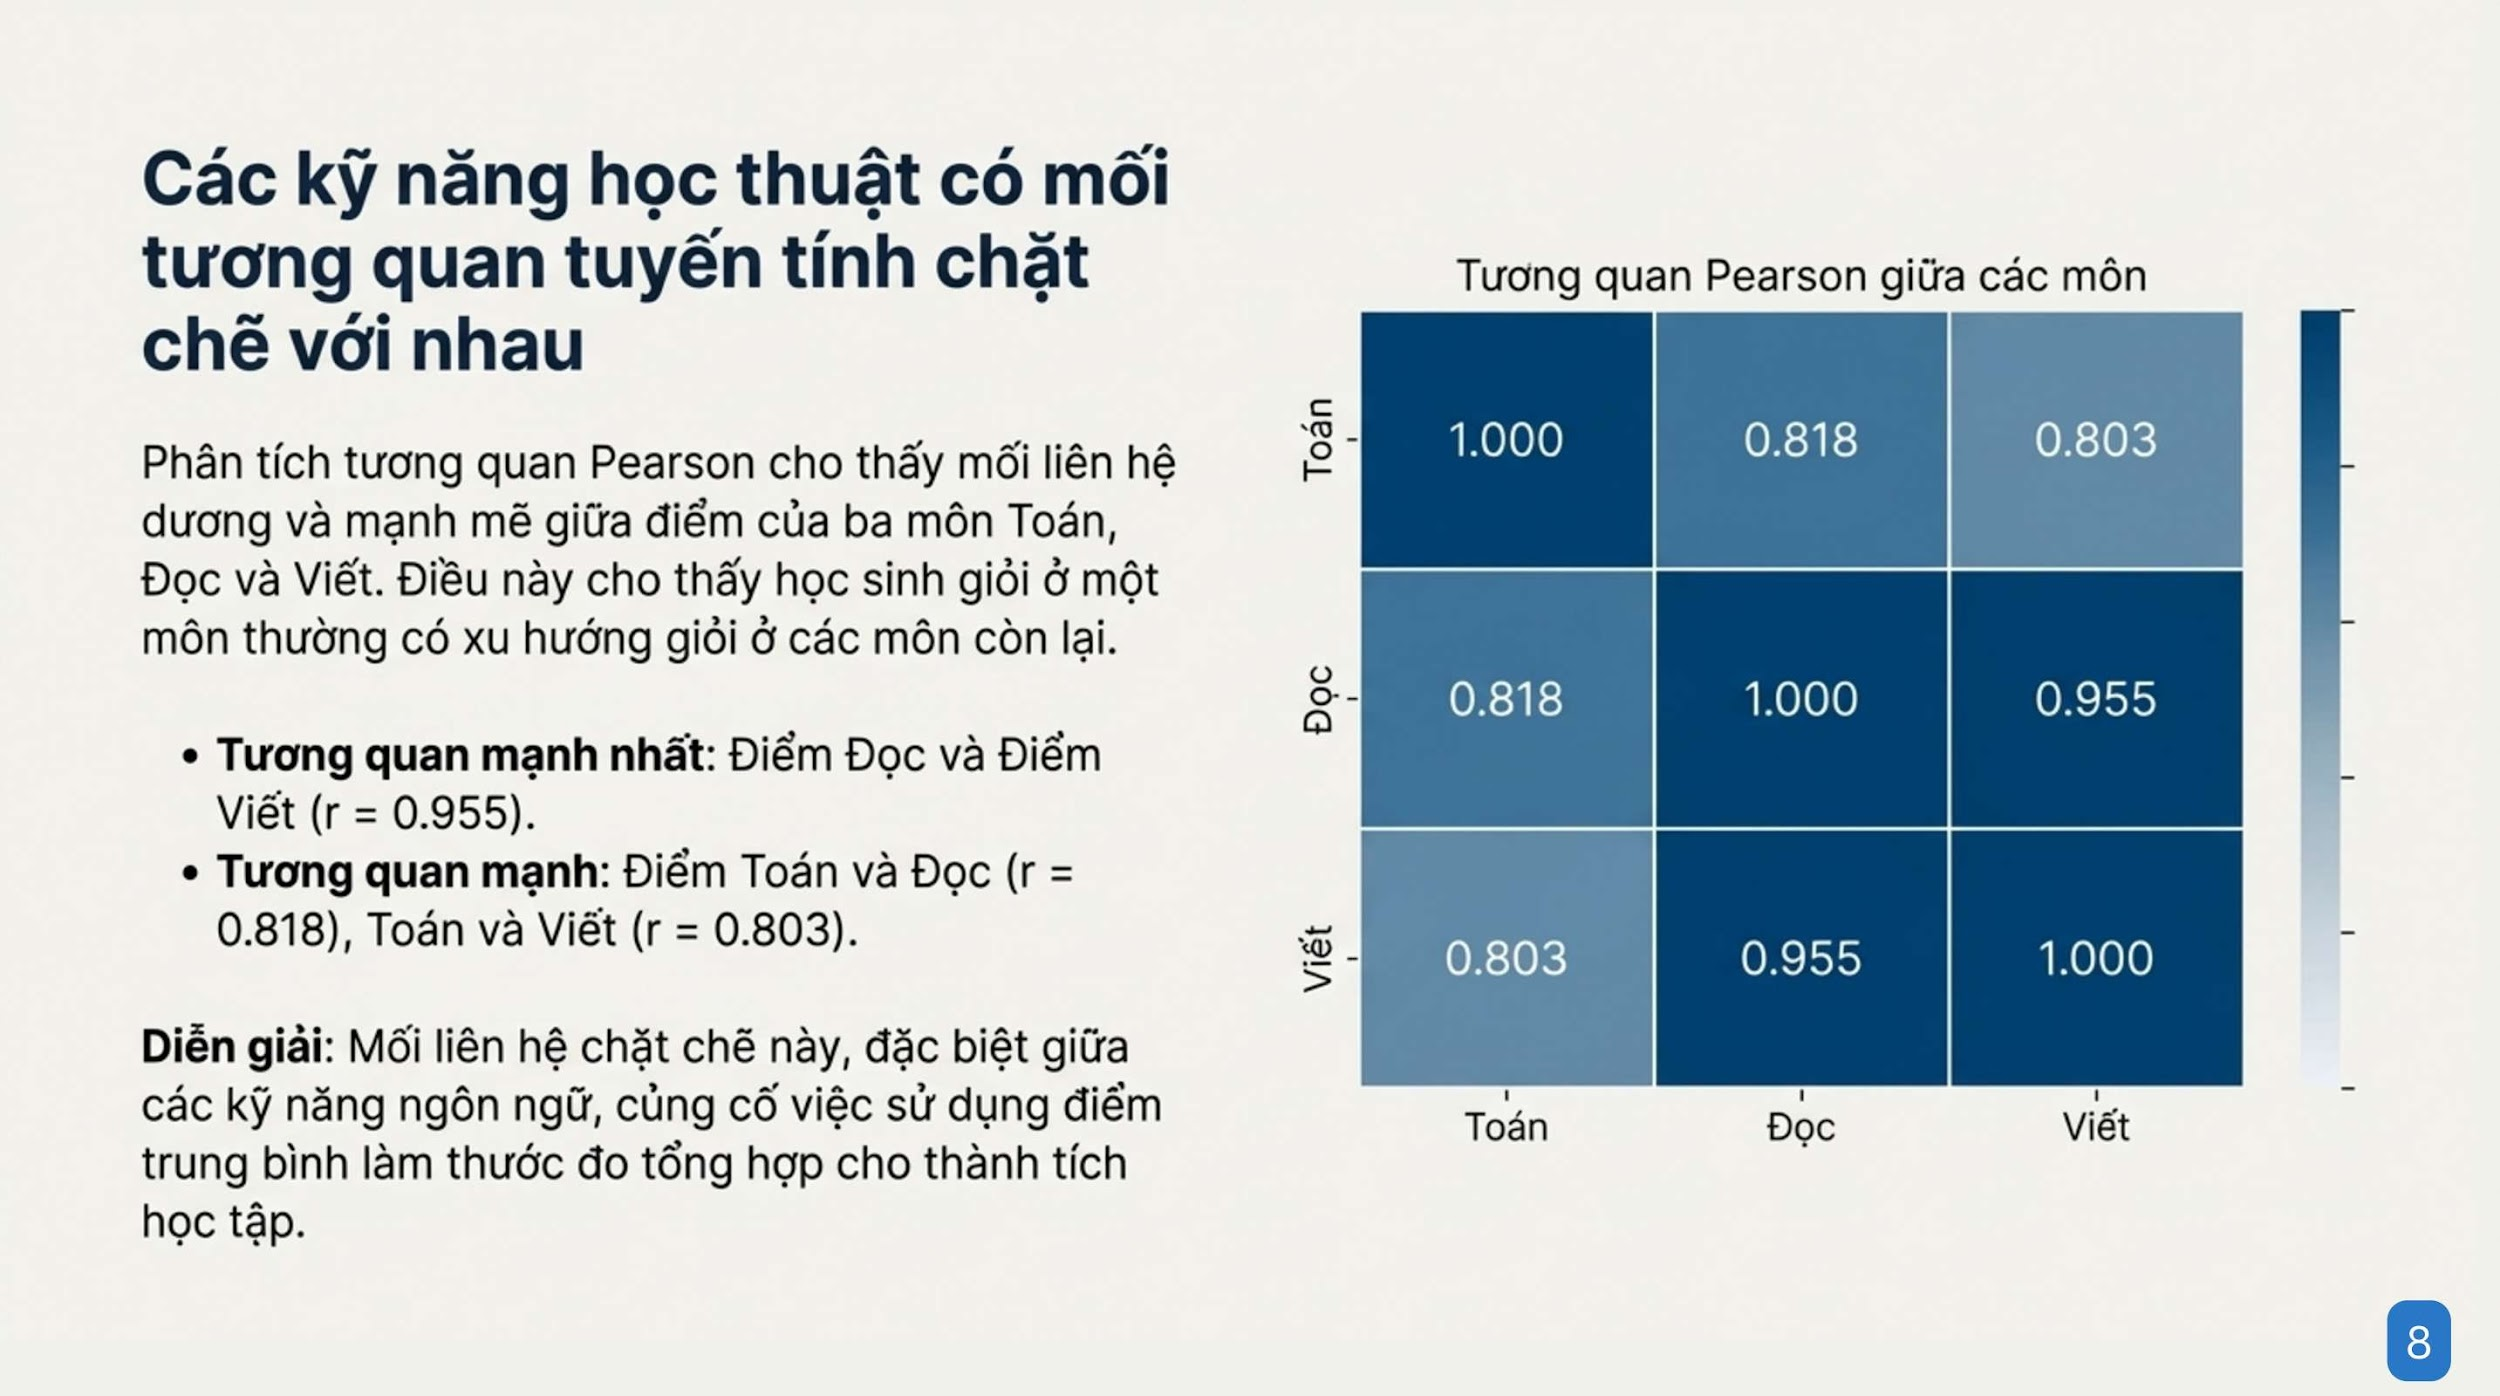 Các kỹ năng học thuật có mối
tương quan tuyến tính chặt
chẽ với nhau
Phân tích tương quan Pearson cho thấy mối liên hệ
dương và mạnh mẽ giữa điểm của ba môn Toán,
Đọc và Viết. Điều này cho thấy học sinh giỏi ở một
môn thường có xu hướng giỏi ở các môn còn lại.
• Tương quan mạnh nhất: Điểm Đọc và Điểm
Viết (r = 0.955).
• Tương quan mạnh: Điểm Toán và Đọc (r =
0.818), Toán và Viết (r = 0.803).
Diễn giải: Mối liên hệ chặt chẽ này, đặc biệt giữa
các kỹ năng ngôn ngữ, củng cố việc sử dụng điểm
trung bình làm thước đo tổng hợp cho thành tích
học tập.
Tương quan Pearson giữa các môn
Toán 1.000 0.818 0.803
Đọc 0.818 1.000 0.955
Viết 0.803 0.955 1.000
Toán Đọc Viết
8